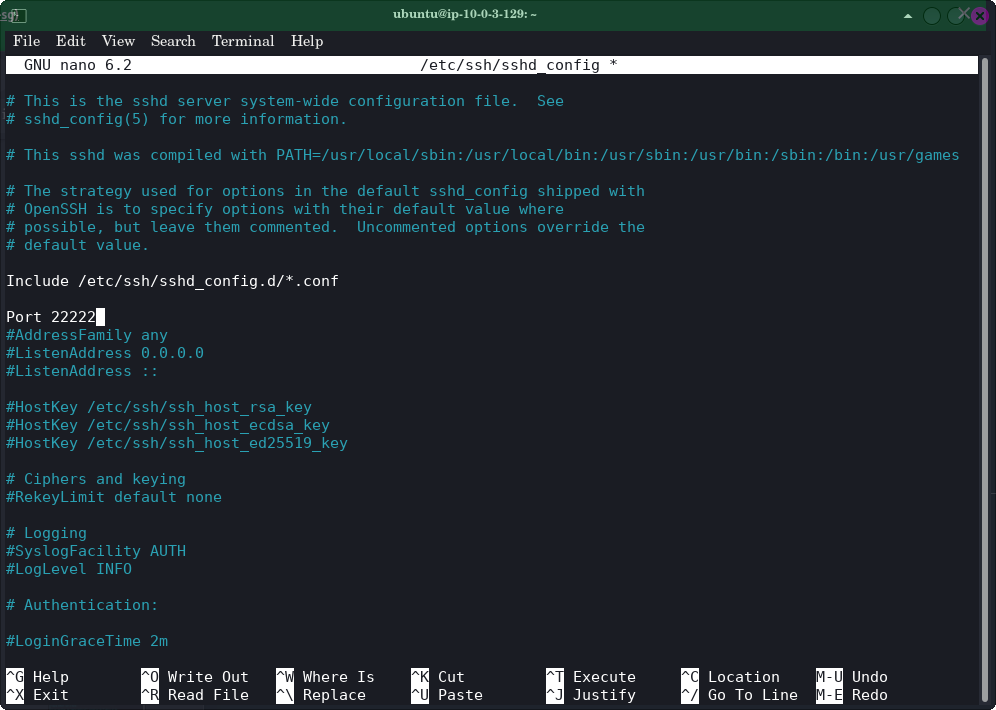 ubuntu@ip-10-0-3-129: ~
File Edit View Search Terminal Help
GNU nano 6.2 /etc/ssh/sshd_config *
# This is the sshd server system-wide configuration file.  See
# sshd_config(5) for more information.
# This sshd was compiled with PATH=/usr/local/sbin:/usr/local/bin:/usr/sbin:/usr/bin:/sbin:/bin:/usr/games
# The strategy used for options in the default sshd_config shipped with
# OpenSSH is to specify options with their default value where
# possible, but leave them commented.  Uncommented options override the
# default value.
Include /etc/ssh/sshd_config.d/*.conf
Port 22222
#AddressFamily any
#ListenAddress 0.0.0.0
#ListenAddress ::
#HostKey /etc/ssh/ssh_host_rsa_key
#HostKey /etc/ssh/ssh_host_ecdsa_key
#HostKey /etc/ssh/ssh_host_ed25519_key
# Ciphers and keying
#RekeyLimit default none
# Logging
#SyslogFacility AUTH
#LogLevel INFO
# Authentication:
#LoginGraceTime 2m
^G Help ^O Write Out ^W Where Is ^K Cut ^T Execute ^C Location M-U Undo
^X Exit ^R Read File ^\ Replace ^U Paste ^J Justify ^/ Go To Line M-E Redo